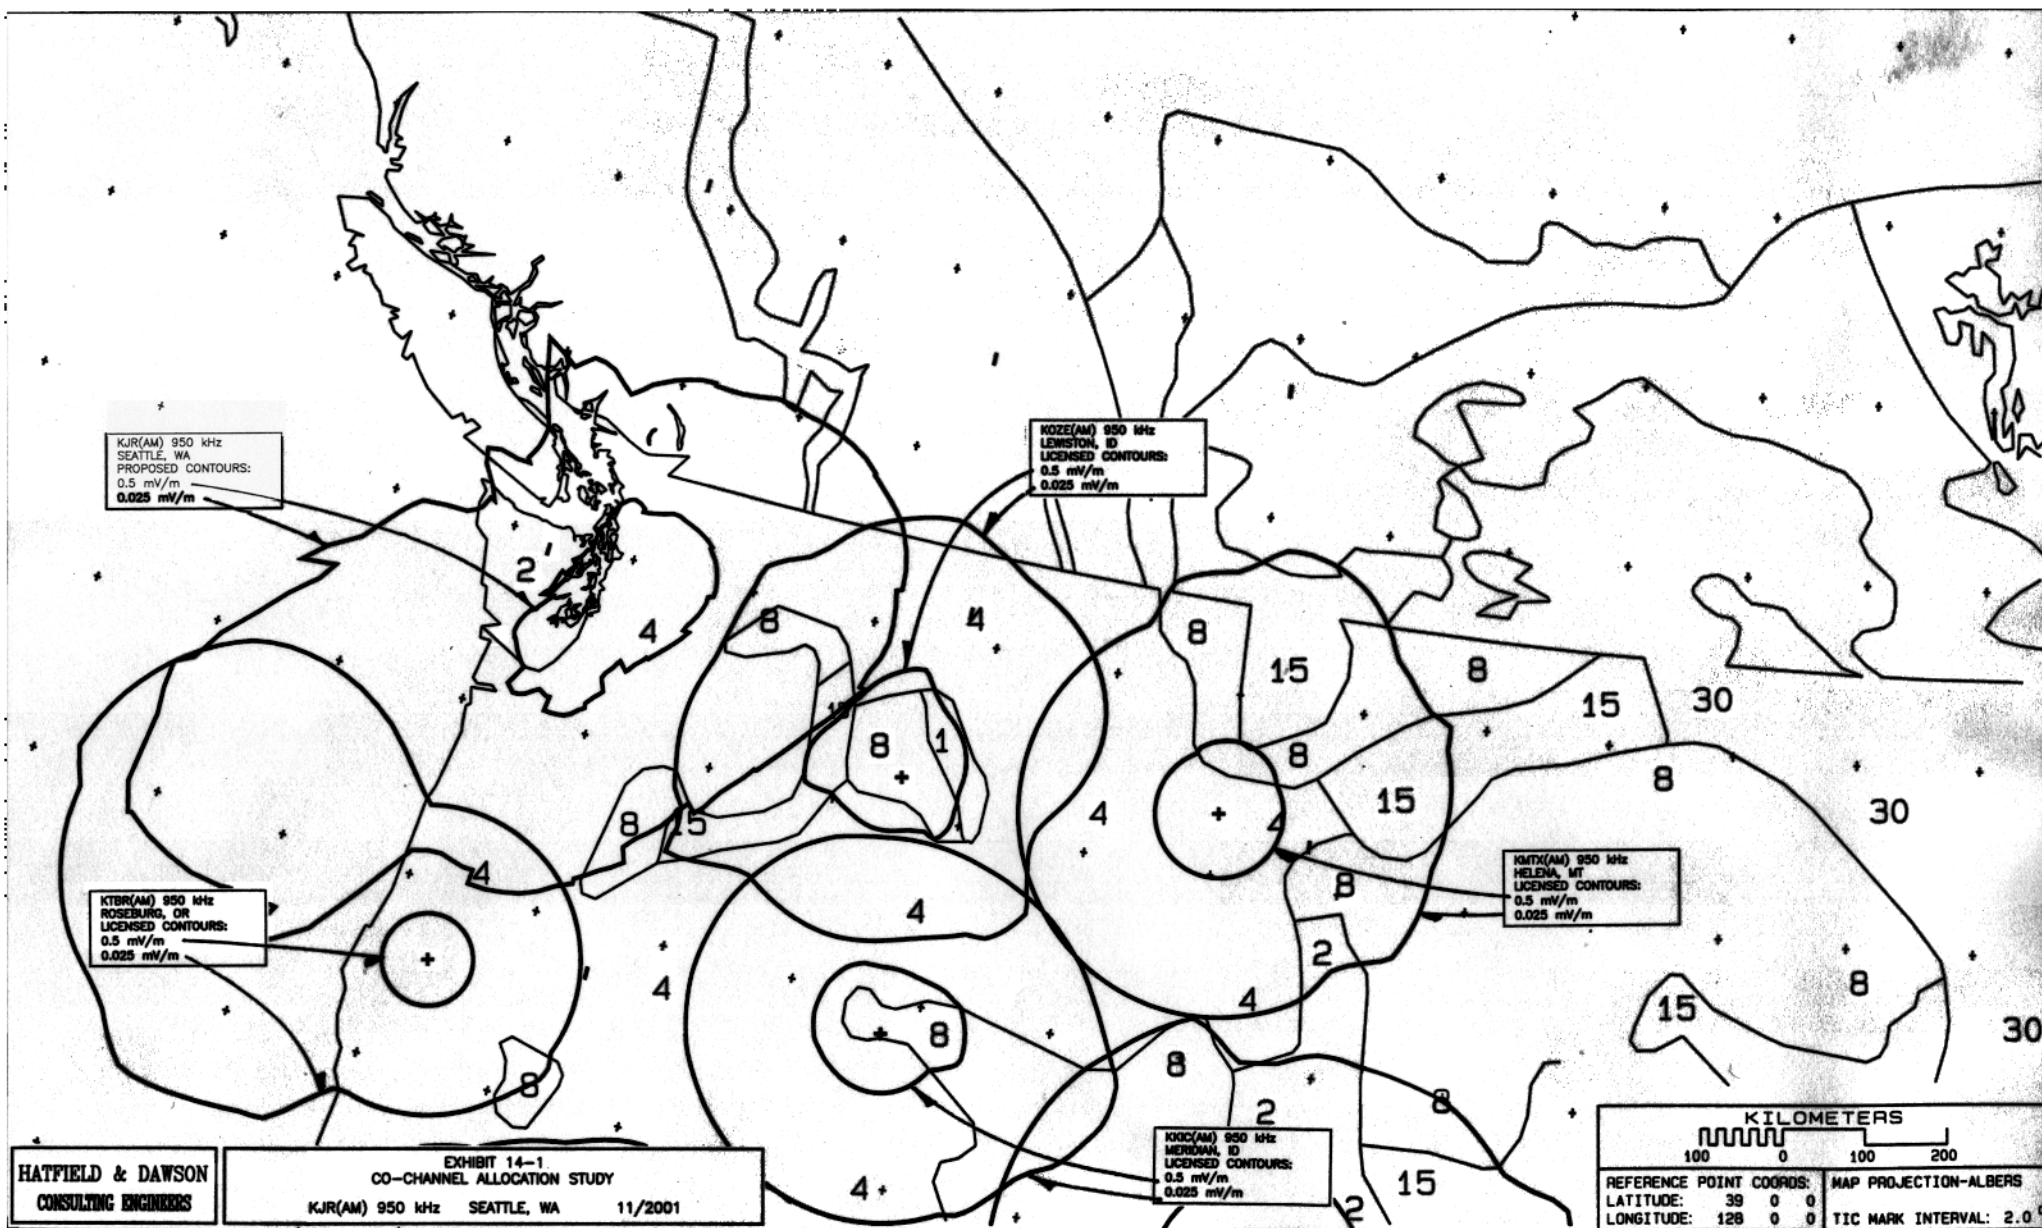 KJR(AM) 950 kHz
SEATTLE, WA
PROPOSED CONTOURS:
0.5 mV/m
0.025 mV/m
KOZE(AM) 950 kHz
LEWISTON, ID
LICENSED CONTOURS:
0.5 mV/m
0.025 mV/m
2
4
8
4
8
15
8
15
30
8
1
8
15
8
30
8
15
4
4
4
8
4
KMTX(AM) 950 kHz
HELENA, MT
LICENSED CONTOURS:
0.5 mV/m
0.025 mV/m
KTBR(AM) 950 kHz
ROSEBURG, OR
LICENSED CONTOURS:
0.5 mV/m
0.025 mV/m
2
4
8
4
15
8
30
8
8
2
8
4
15
2
KKIC(AM) 950 kHz
MERIDIAN, ID
LICENSED CONTOURS:
0.5 mV/m
0.025 mV/m
HATFIELD & DAWSON
CONSULTING ENGINEERS
EXHIBIT 14-1
CO-CHANNEL ALLOCATION STUDY
KJR(AM) 950 kHz SEATTLE, WA 11/2001
KILOMETERS
100 0 100 200
REFERENCE POINT COORDS:
LATITUDE: 39 0 0
LONGITUDE: 128 0 0
MAP PROJECTION-ALBERS
TIC MARK INTERVAL: 2.0